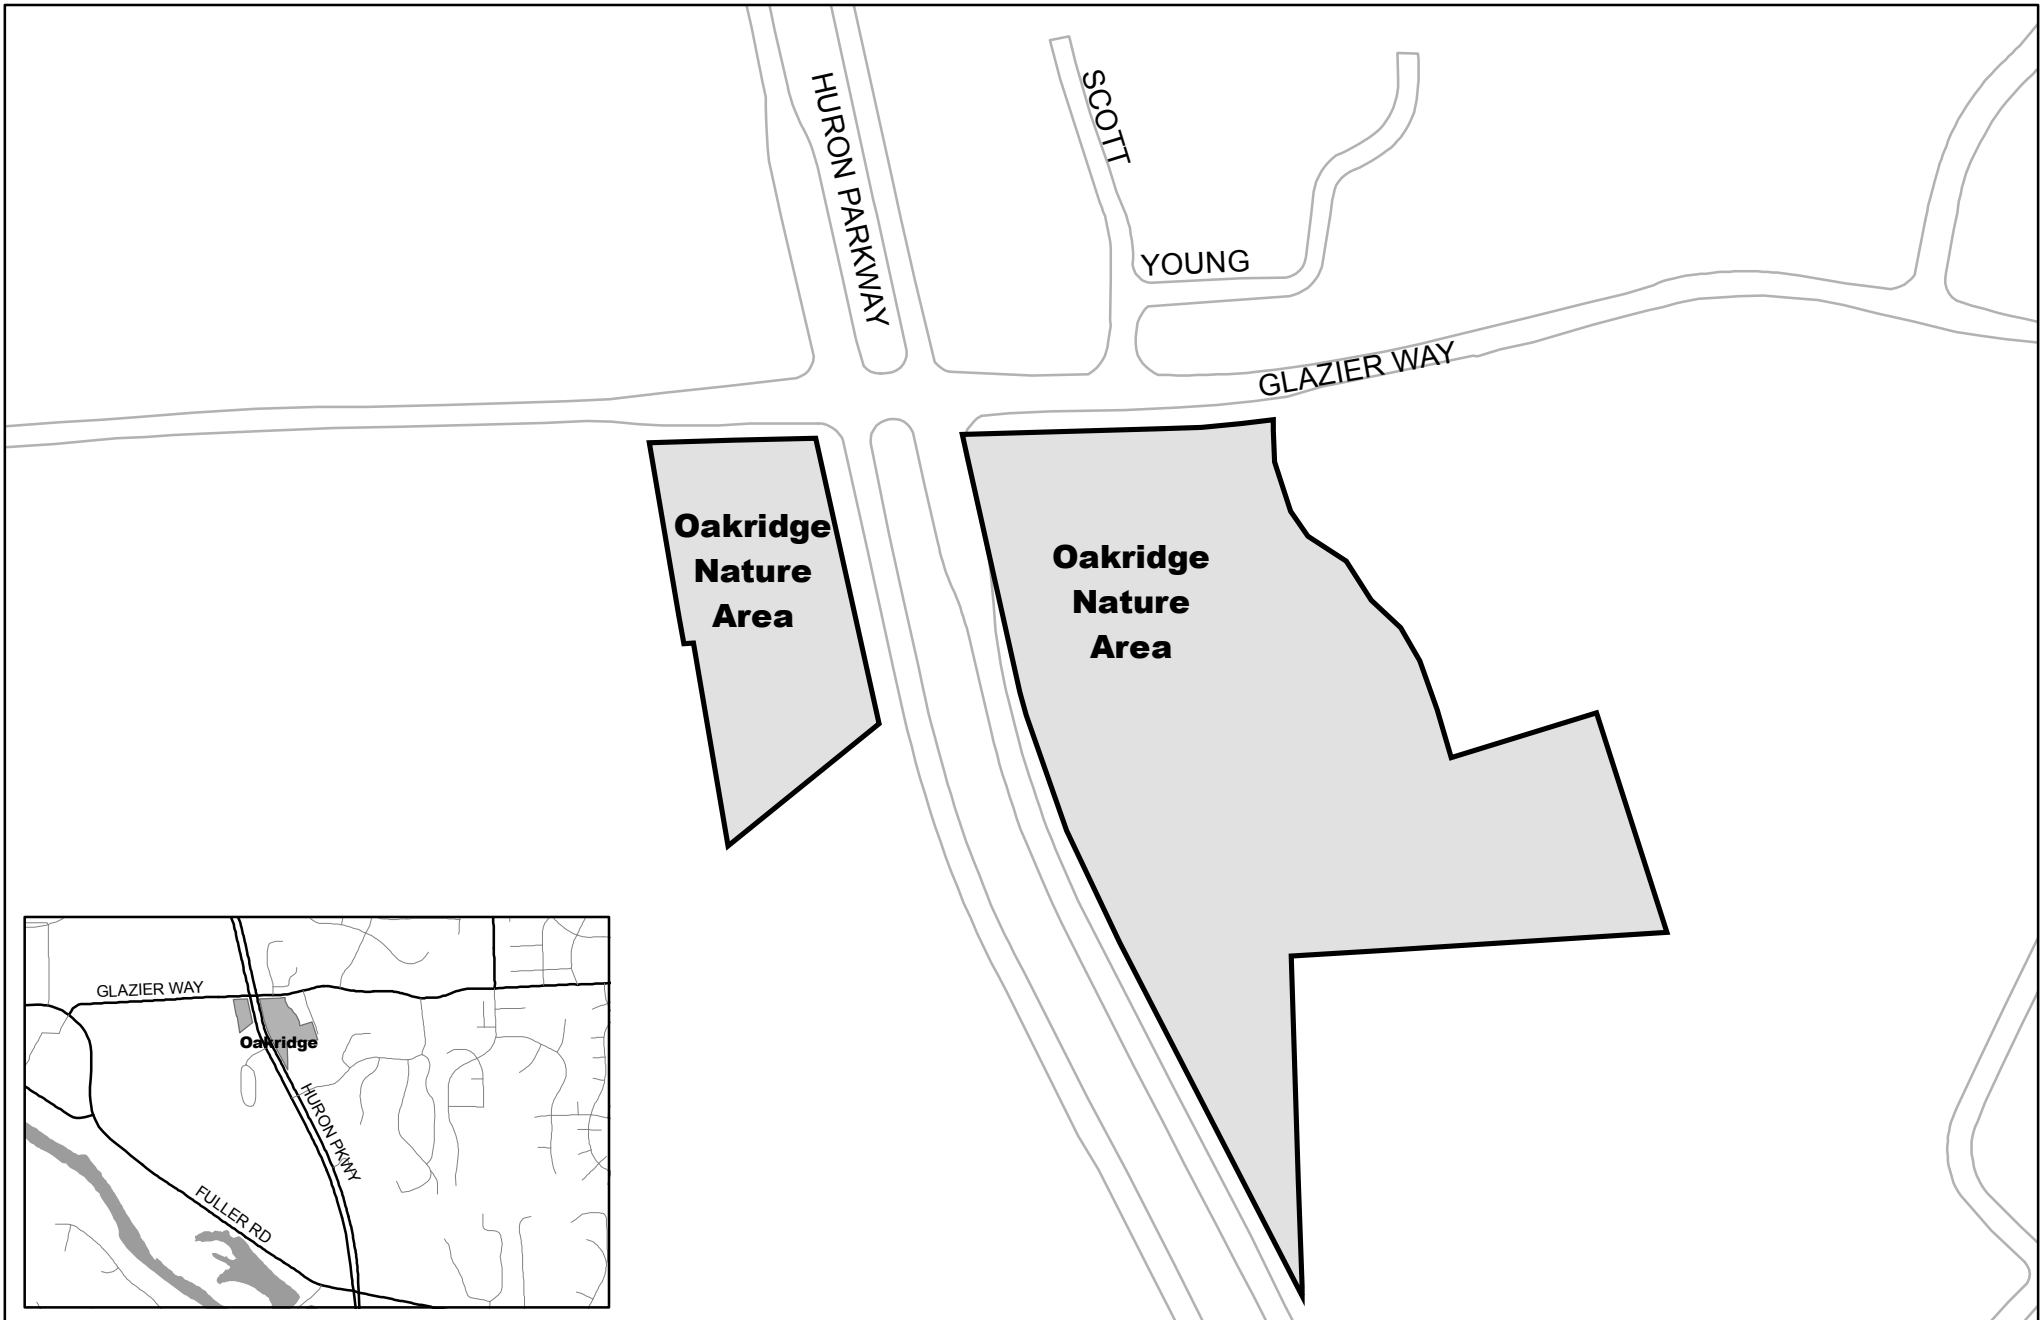 HURON PARKWAY
SCOTT
YOUNG
GLAZIER WAY
Oakridge
Nature
Area
Oakridge
Nature
Area
GLAZIER WAY
Oakridge
HURON PKWY
FULLER RD